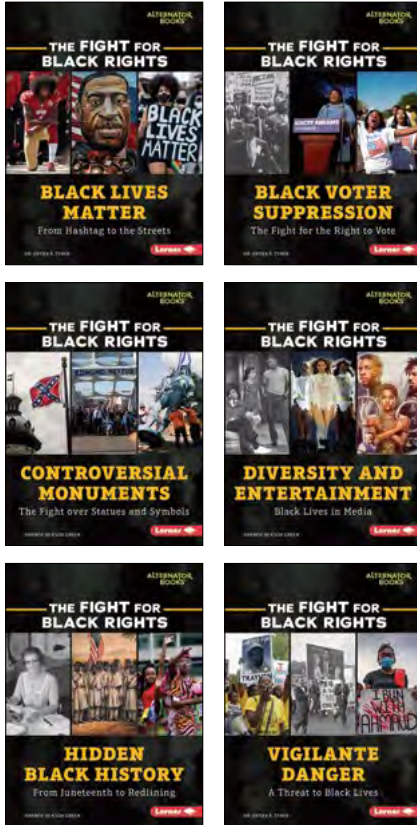 ALTERNATOR
BOOKS
THE FIGHT FOR
BLACK RIGHTS
BLACK
LIVES
MATTER
BLACK LIVES
MATTER
From Hashtag to the Streets
Lerner
ALTERNATOR
BOOKS
THE FIGHT FOR
BLACK RIGHTS
BLACK VOTER
SUPPRESSION
The Fight for the Right to Vote
Lerner
ALTERNATOR
BOOKS
THE FIGHT FOR
BLACK RIGHTS
CONTROVERSIAL
MONUMENTS
The Fight over Statues and Symbols
Lerner
ALTERNATOR
BOOKS
THE FIGHT FOR
BLACK RIGHTS
DIVERSITY AND
ENTERTAINMENT
Black Lives in Media
Lerner
ALTERNATOR
BOOKS
THE FIGHT FOR
BLACK RIGHTS
HIDDEN
BLACK HISTORY
From Juneteenth to Redlining
Lerner
ALTERNATOR
BOOKS
THE FIGHT FOR
BLACK RIGHTS
TRAYVON
I RUN
WITH
AHMAUD
VIGILANTE
DANGER
A Threat to Black Lives
Lerner